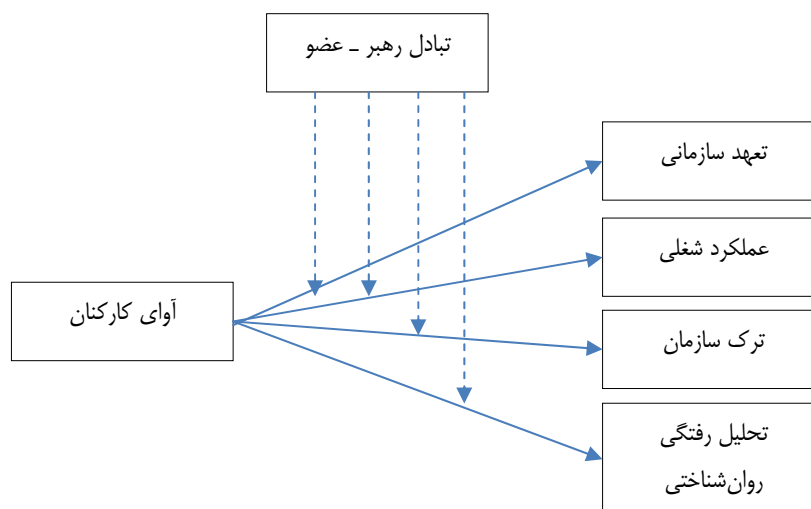 تبادل رهبر ـ عضو
تعهد سازمانی
عملکرد شغلی
آوای کارکنان
ترک سازمان
تحلیل رفتگی
روان‌شناختی